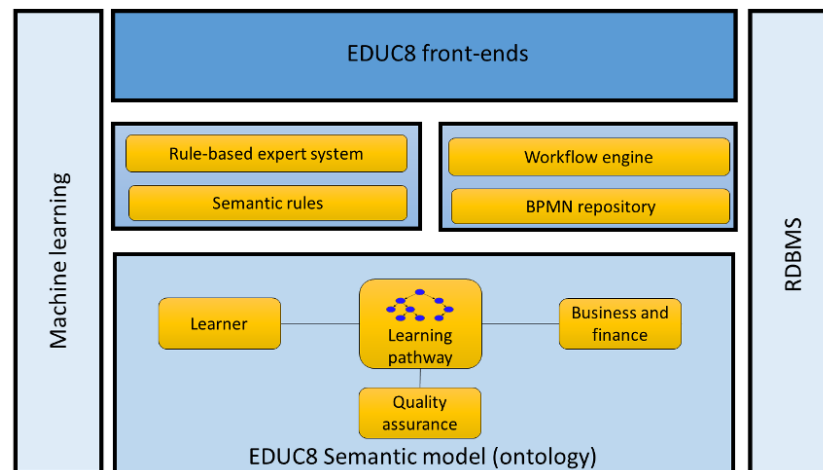 EDUC8 front-ends
Machine learning
Rule-based expert system
Semantic rules
Workflow engine
BPMN repository
RDBMS
Learner
Learning
pathway
Business and
finance
Quality
assurance
EDUC8 Semantic model (ontology)